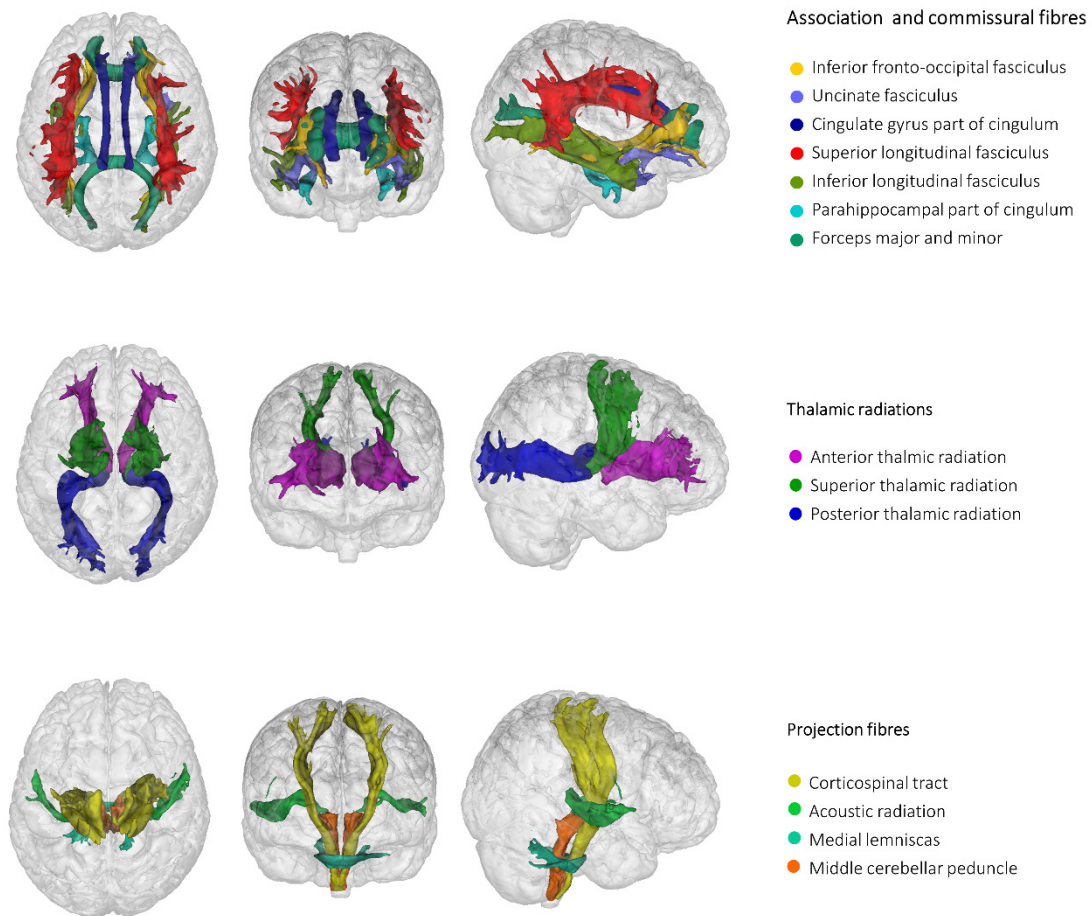 Association and commissural fibres
Inferior fronto-occipital fasciculus
Uncinate fasciculus
Cingulate gyrus part of cingulum
Superior longitudinal fasciculus
Inferior longitudinal fasciculus
Parahippocampal part of cingulum
Forceps major and minor
Thalamic radiations
Anterior thalmic radiation
Superior thalamic radiation
Posterior thalamic radiation
Projection fibres
Corticospinal tract
Acoustic radiation
Medial lemniscas
Middle cerebellar peduncle